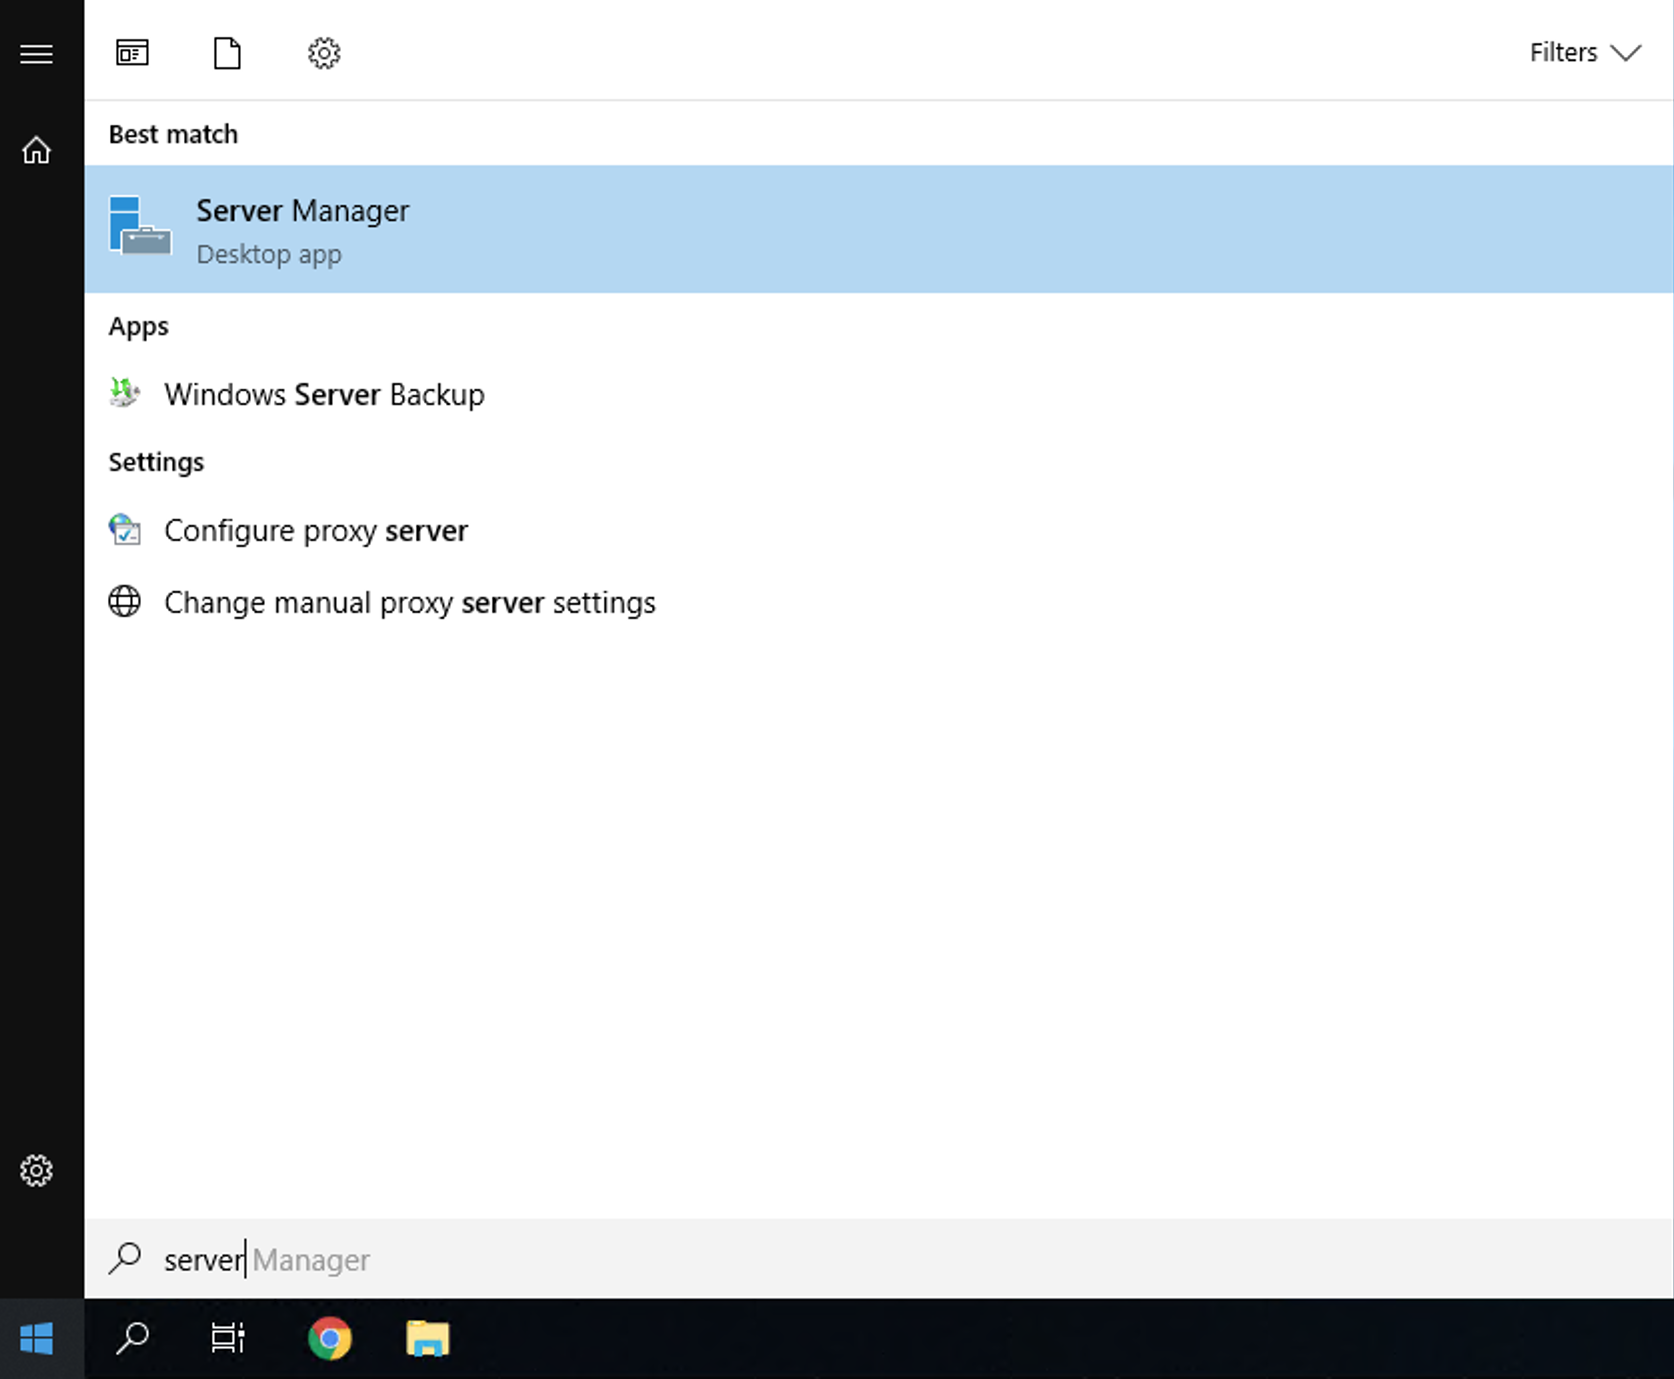 Filters
Best match
Server Manager
Desktop app
Apps
Windows Server Backup
Settings
Configure proxy server
Change manual proxy server settings
server Manager